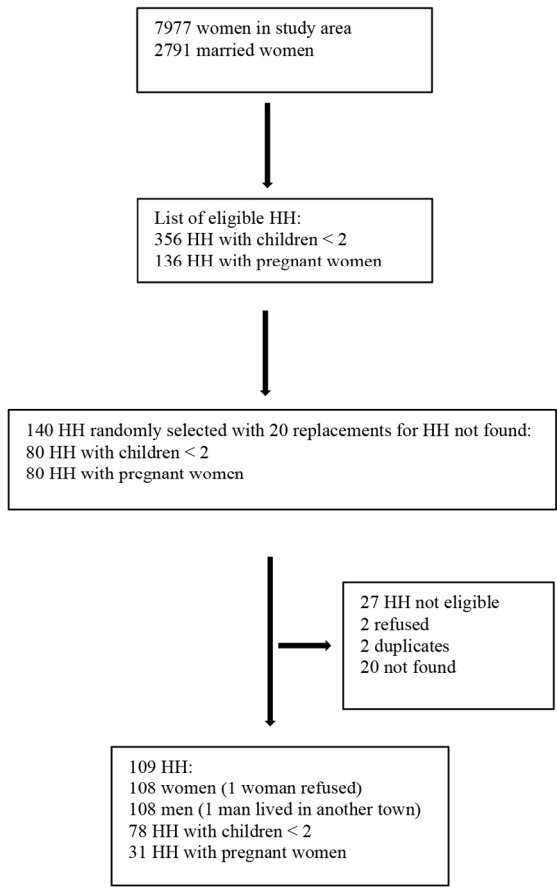 7977 women in study area
2791 married women
List of eligible HH:
356 HH with children < 2
136 HH with pregnant women
140 HH randomly selected with 20 replacements for HH not found:
80 HH with children < 2
80 HH with pregnant women
27 HH not eligible
2 refused
2 duplicates
20 not found
109 HH:
108 women (1 woman refused)
108 men (1 man lived in another town)
78 HH with children < 2
31 HH with pregnant women